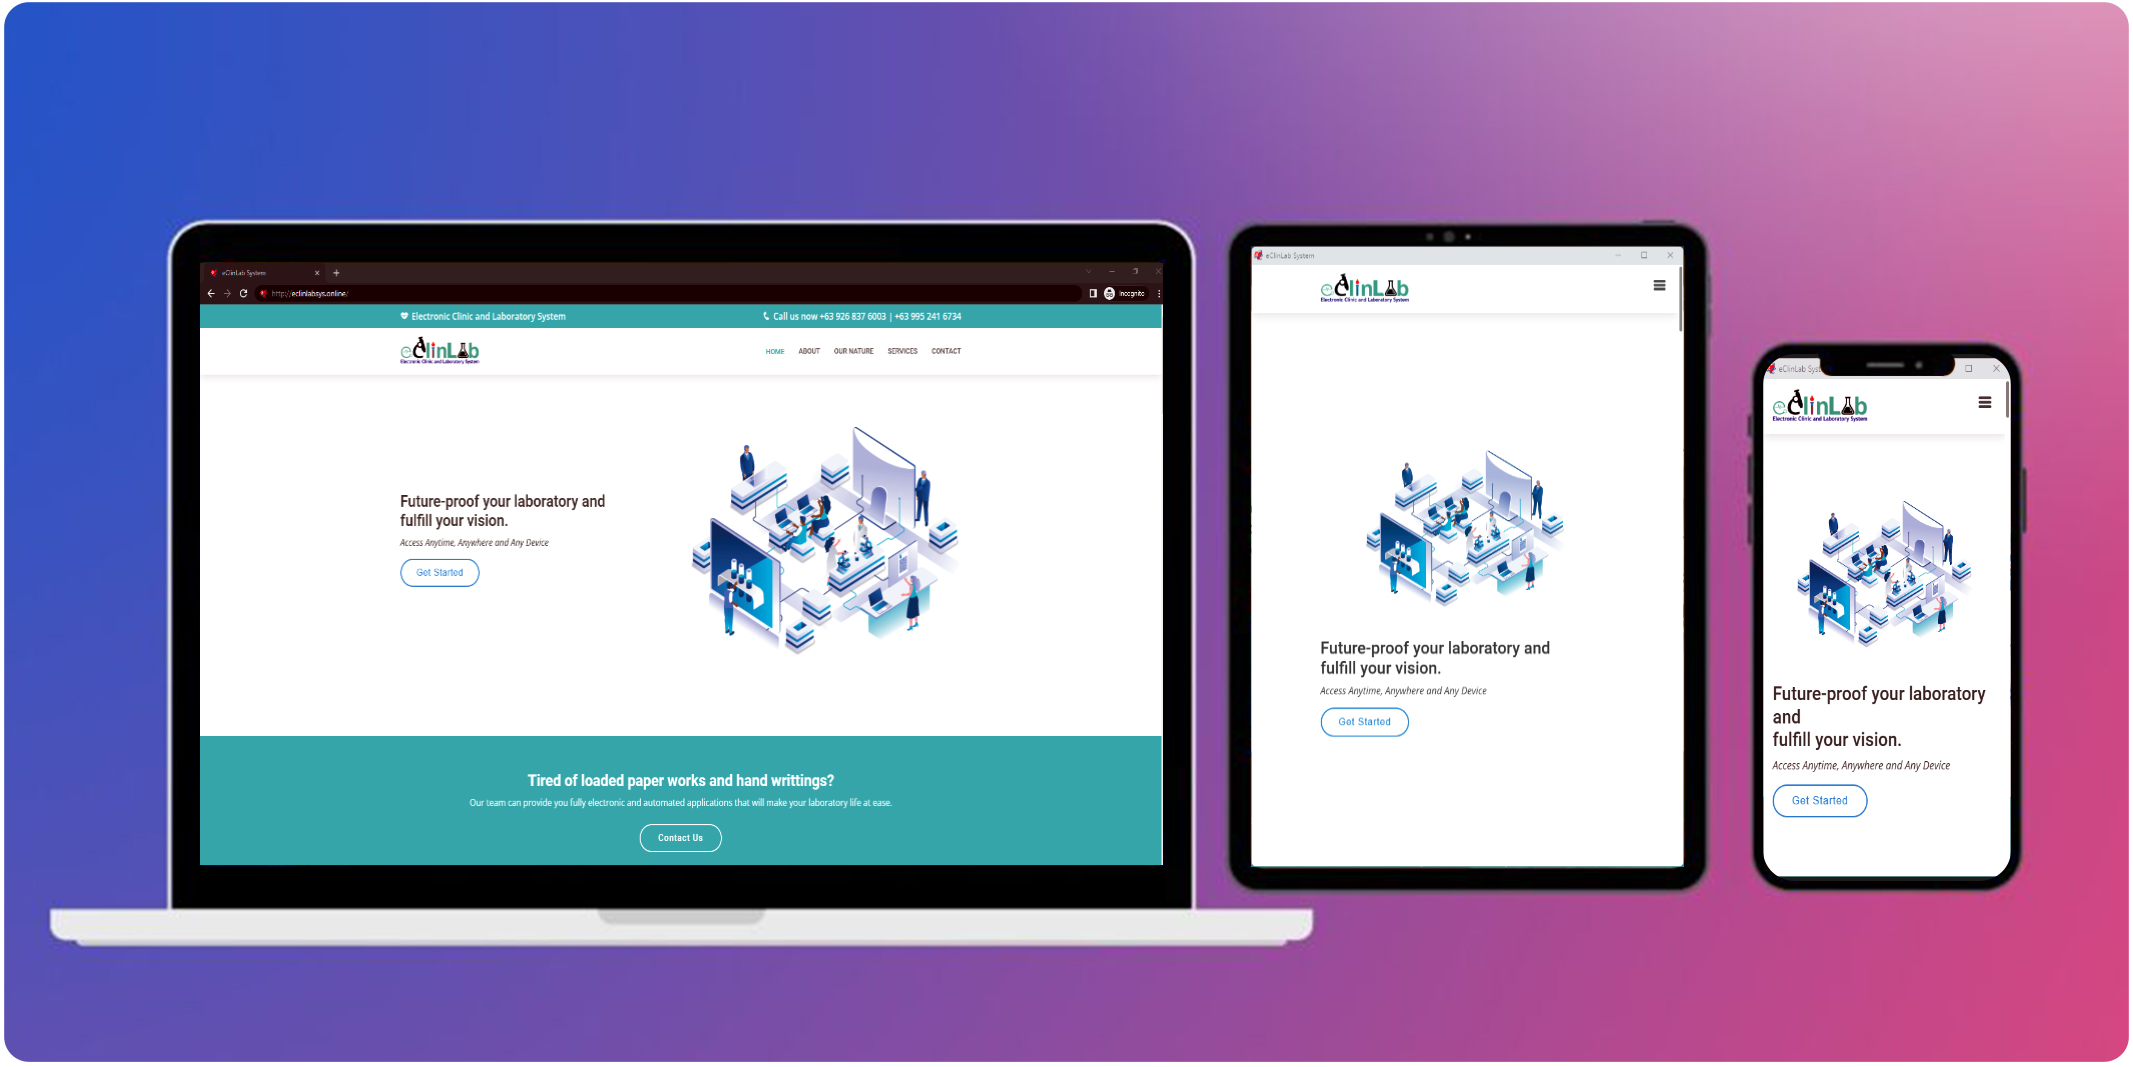 eClinLab System
http://eclinlabsys.online/
Incognito
Electronic Clinic and Laboratory System
Call us now +63 926 837 6003 | +63 995 241 6734
eClinLab
Electronic Clinic and Laboratory System
HOME ABOUT OUR NATURE SERVICES CONTACT
Future-proof your laboratory and
fulfill your vision.
Access Anytime, Anywhere and Any Device
Get Started
Tired of loaded paper works and hand writtings?
Our team can provide you fully electronic and automated applications that will make your laboratory life at ease.
Contact Us
eClinLab System
eClinLab
Electronic Clinic and Laboratory System
Future-proof your laboratory and
fulfill your vision.
Access Anytime, Anywhere and Any Device
Get Started
eClinLab Syst
eClinLab
Electronic Clinic and Laboratory System
Future-proof your laboratory
and
fulfill your vision.
Access Anytime, Anywhere and Any Device
Get Started